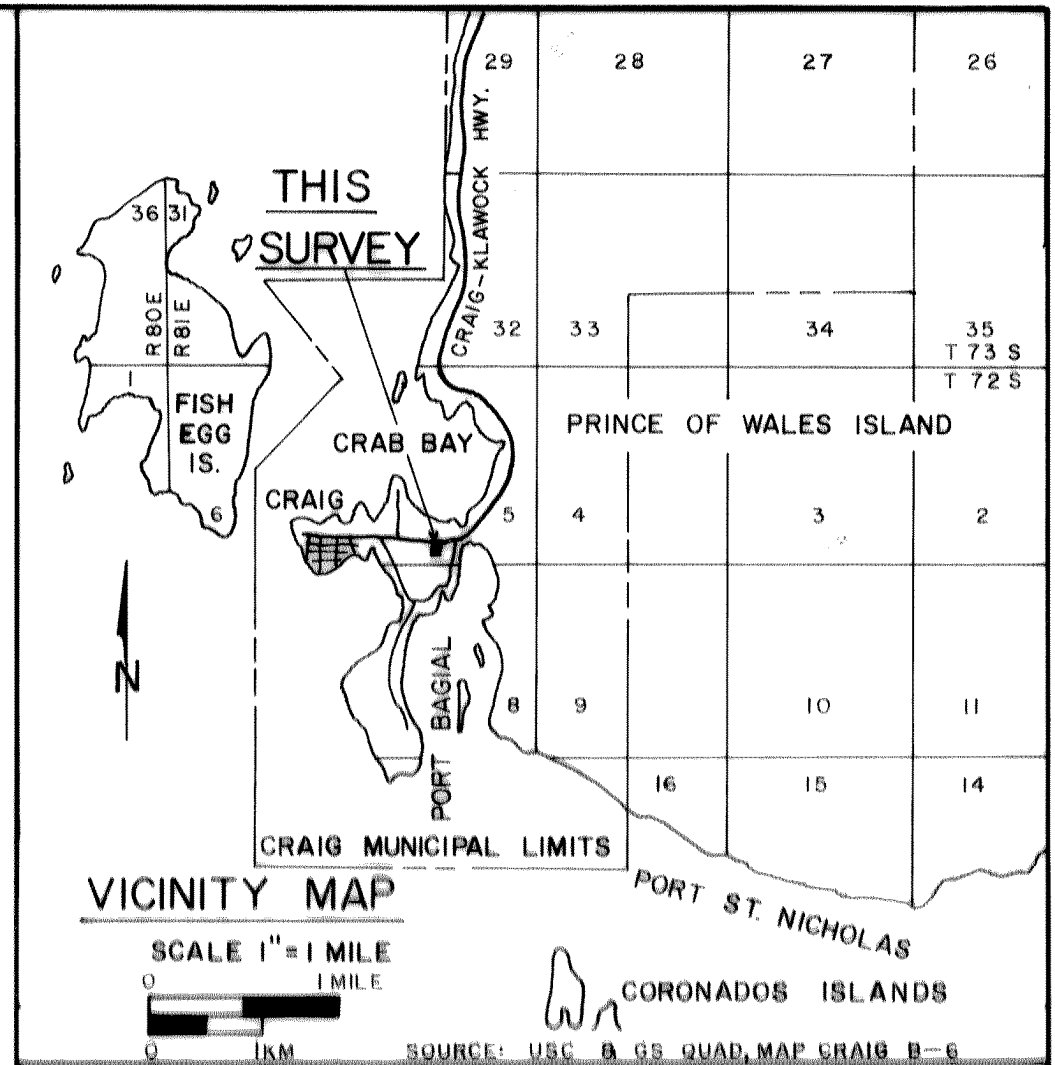 29 28 27 26
CRAIG-KLAWOCK HWY.
THIS
SURVEY
36 31
R80E
R81E
32 33 34 35
T 73 S
T 72 S
1
FISH
EGG
IS.
6
PRINCE OF WALES ISLAND
CRAB BAY
CRAIG
5 4 3 2
N
PORT BAGIAL
8 9 10 11
16 15 14
CRAIG MUNICIPAL LIMITS
PORT ST. NICHOLAS
VICINITY MAP
SCALE 1"=1 MILE
0 1 MILE
0 1KM
CORONADOS ISLANDS
SOURCE: USC & GS QUAD, MAP CRAIG B-6